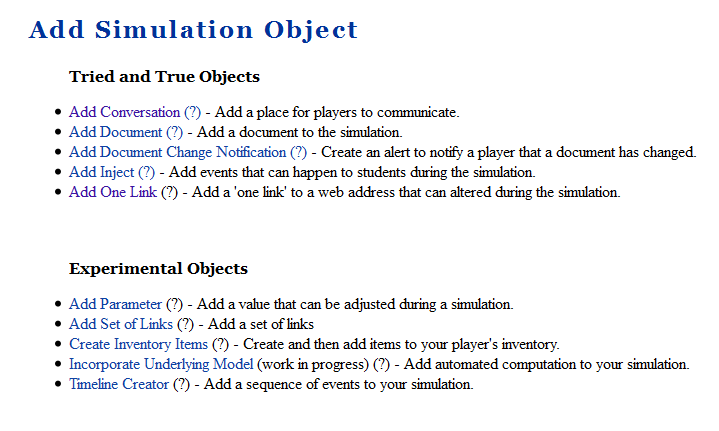 Add Simulation Object
Tried and True Objects
Add Conversation (?) - Add a place for players to communicate.
Add Document (?) - Add a document to the simulation.
Add Document Change Notification (?) - Create an alert to notify a player that a document has changed.
Add Inject (?) - Add events that can happen to students during the simulation.
Add One Link (?) - Add a 'one link' to a web address that can altered during the simulation.
Experimental Objects
Add Parameter (?) - Add a value that can be adjusted during a simulation.
Add Set of Links (?) - Add a set of links
Create Inventory Items (?) - Create and then add items to your player's inventory.
Incorporate Underlying Model (work in progress) (?) - Add automated computation to your simulation.
Timeline Creator (?) - Add a sequence of events to your simulation.